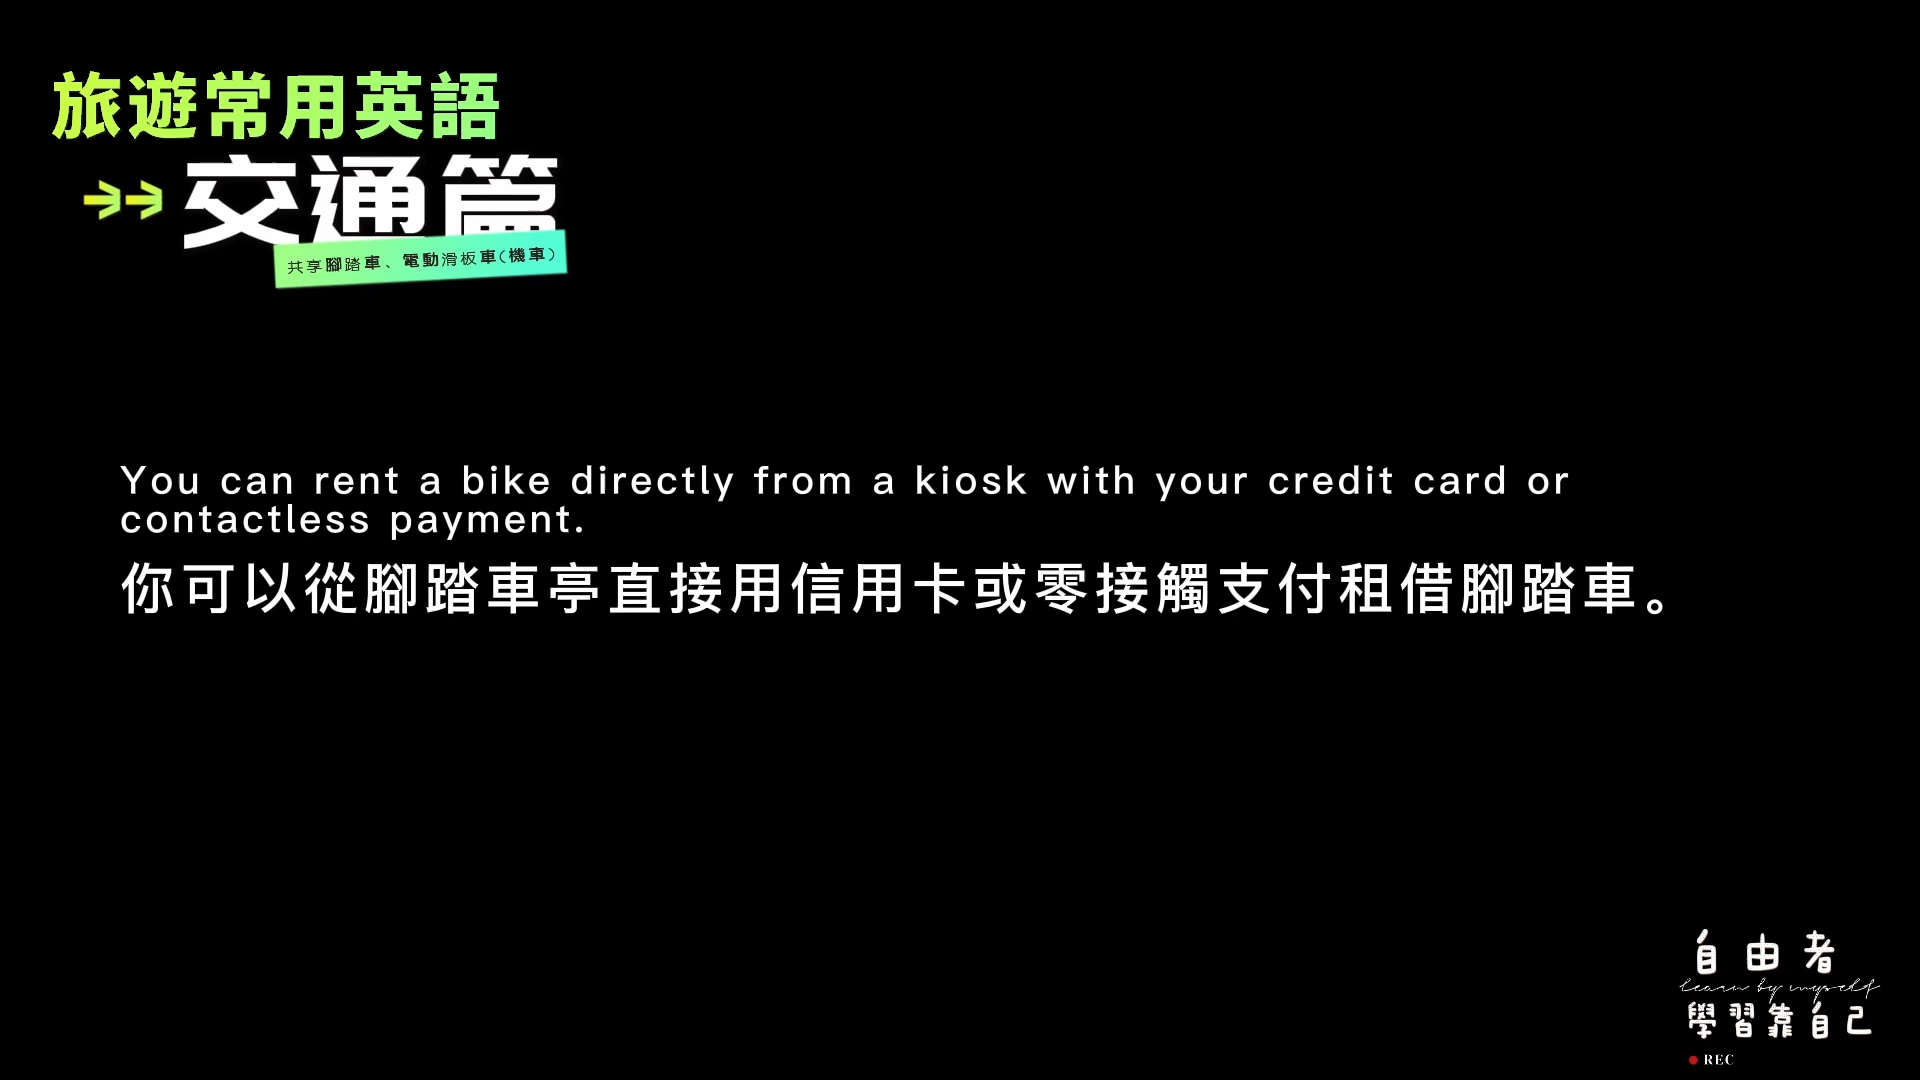 旅遊常用英語
交通篇
共享腳踏車、電動滑板車(機車)
You can rent a bike directly from a kiosk with your credit card or
contactless payment.
你可以從腳踏車亭直接用信用卡或零接觸支付租借腳踏車。
自由者
learn by myself
學習靠自己
REC